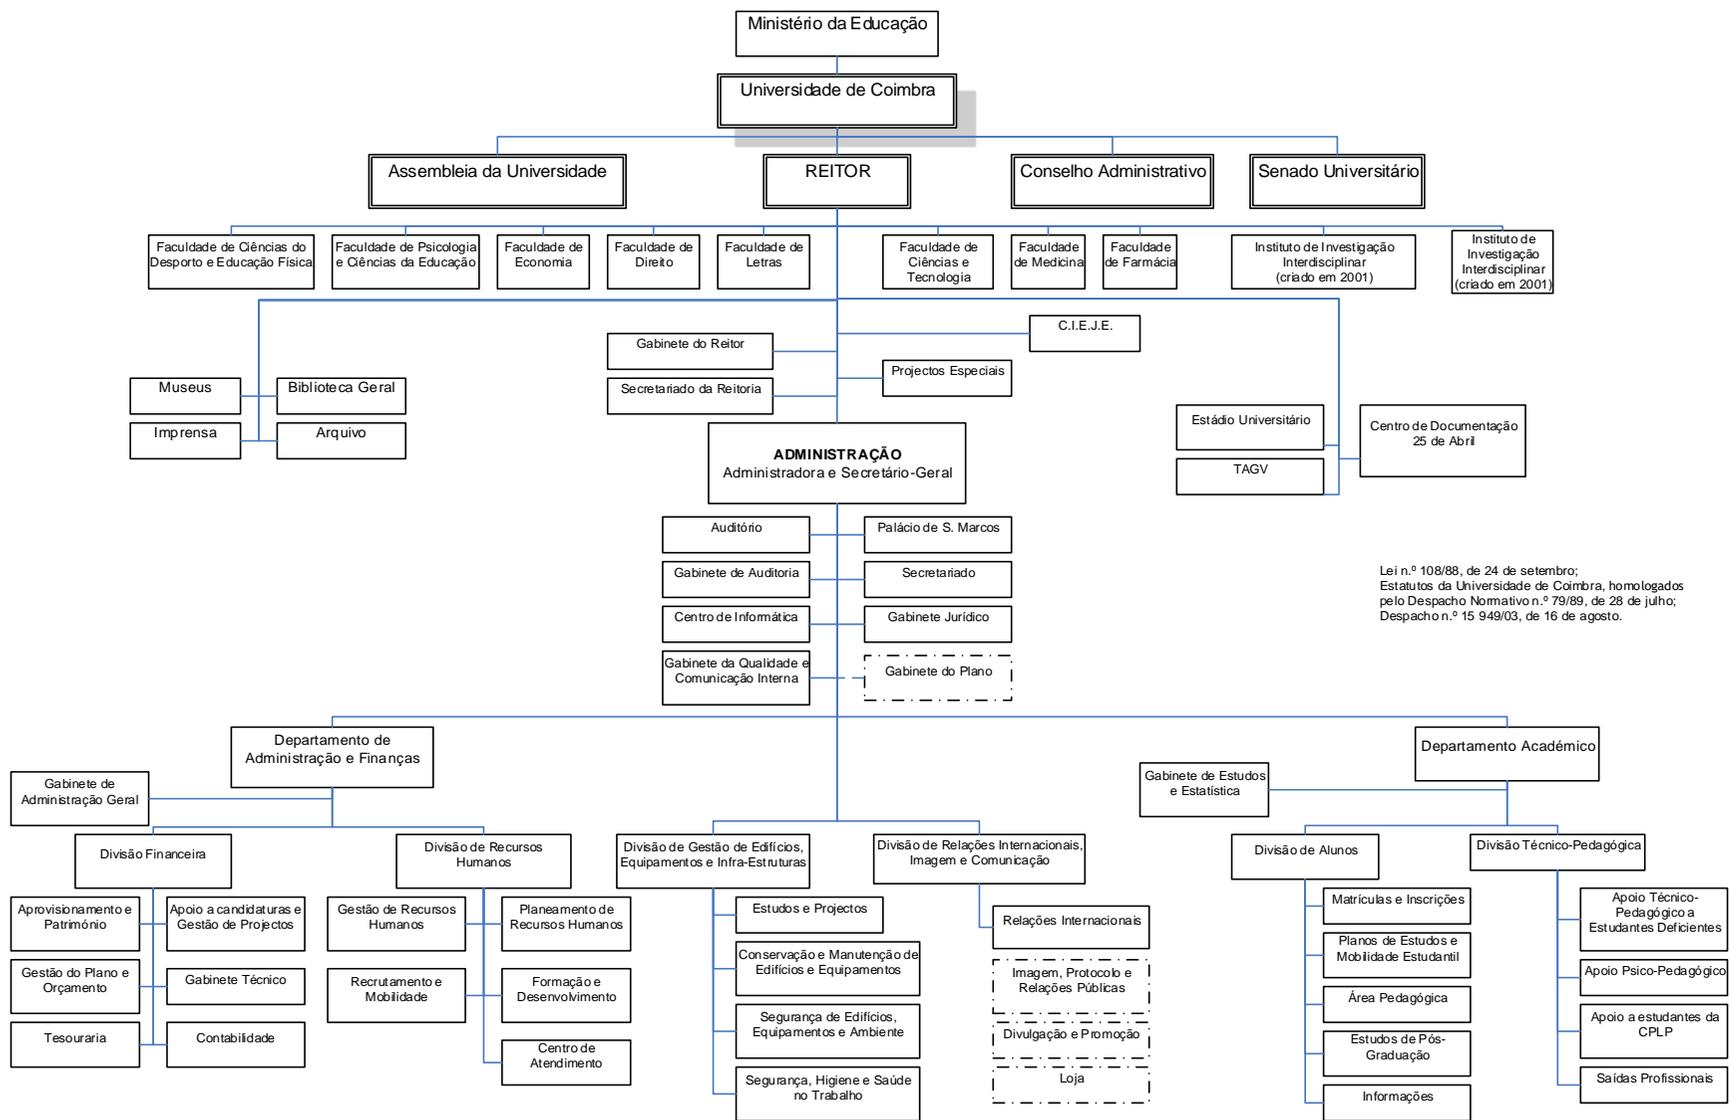 Ministério da Educação
Universidade de Coimbra
Assembleia da Universidade
REITOR
Conselho Administrativo
Senado Universitário
Faculdade de Ciências do
Desporto e Educação Física
Faculdade de Psicologia
e Ciências da Educação
Faculdade de
Economia
Faculdade de
Direito
Faculdade de
Letras
Faculdade de
Ciências e
Tecnologia
Faculdade
de Medicina
Faculdade
de Farmácia
Instituto de Investigação
Interdisciplinar
(criado em 2001)
Instituto de
Investigação
Interdisciplinar
(criado em 2001)
C.I.E.J.E.
Gabinete do Reitor
Projectos Especiais
Secretariado da Reitoria
Museus
Biblioteca Geral
Imprensa
Arquivo
Estádio Universitário
Centro de Documentação
25 de Abril
TAGV
ADMINISTRAÇÃO
Administradora e Secretário-Geral
Auditório
Palácio de S. Marcos
Gabinete de Auditoria
Secretariado
Centro de Informática
Gabinete Jurídico
Gabinete da Qualidade e
Comunicação Interna
Gabinete do Plano
Lei n.º 108/88, de 24 de setembro;
Estatutos da Universidade de Coimbra, homologados
pelo Despacho Normativo n.º 79/89, de 28 de julho;
Despacho n.º 15 949/03, de 16 de agosto.
Departamento de
Administração e Finanças
Departamento Académico
Gabinete de
Administração Geral
Gabinete de Estudos
e Estatística
Divisão Financeira
Divisão de Recursos
Humanos
Divisão de Gestão de Edifícios,
Equipamentos e Infra-Estruturas
Divisão de Relações Internacionais,
Imagem e Comunicação
Divisão de Alunos
Divisão Técnico-Pedagógica
Aprovisionamento e
Património
Apoio a candidaturas e
Gestão de Projectos
Gestão do Plano e
Orçamento
Gabinete Técnico
Tesouraria
Contabilidade
Gestão de Recursos
Humanos
Planeamento de
Recursos Humanos
Recrutamento e
Mobilidade
Formação e
Desenvolvimento
Centro de
Atendimento
Estudos e Projectos
Conservação e Manutenção de
Edifícios e Equipamentos
Segurança de Edifícios,
Equipamentos e Ambiente
Segurança, Higiene e Saúde
no Trabalho
Relações Internacionais
Imagem, Protocolo e
Relações Públicas
Divulgação e Promoção
Loja
Matrículas e Inscrições
Planos de Estudos e
Mobilidade Estudantil
Área Pedagógica
Estudos de Pós-
Graduação
Informações
Apoio Técnico-
Pedagógico a
Estudantes Deficientes
Apoio Psico-Pedagógico
Apoio a estudantes da
CPLP
Saídas Profissionais